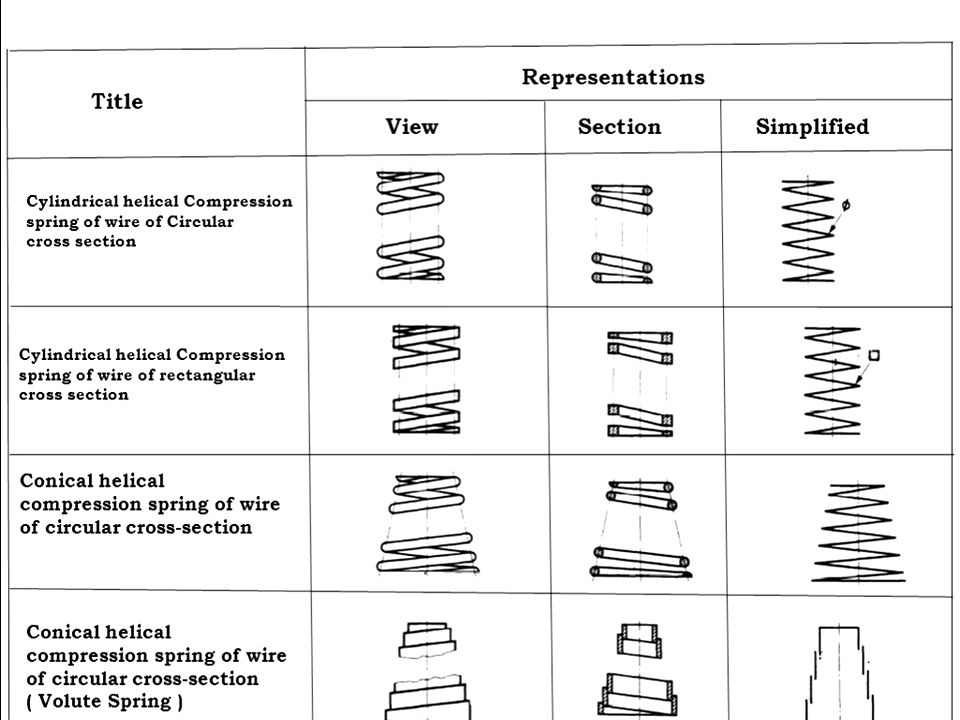 Title
Representations
View
Section
Simplified
Cylindrical helical Compression
spring of wire of Circular
cross section
ø
Cylindrical helical Compression
spring of wire of rectangular
cross section
Conical helical
compression spring of wire
of circular cross-section
Conical helical
compression spring of wire
of circular cross-section
( Volute Spring )